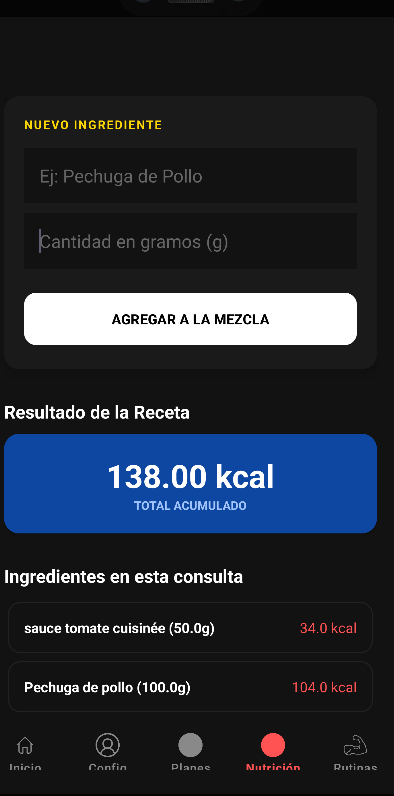 NUEVO INGREDIENTE
Ej: Pechuga de Pollo
Cantidad en gramos (g)
AGREGAR A LA MEZCLA
Resultado de la Receta
138.00 kcal
TOTAL ACUMULADO
Ingredientes en esta consulta
sauce tomate cuisinée (50.0g) 34.0 kcal
Pechuga de pollo (100.0g) 104.0 kcal
Inicio Config Planes Nutrición Rutinas